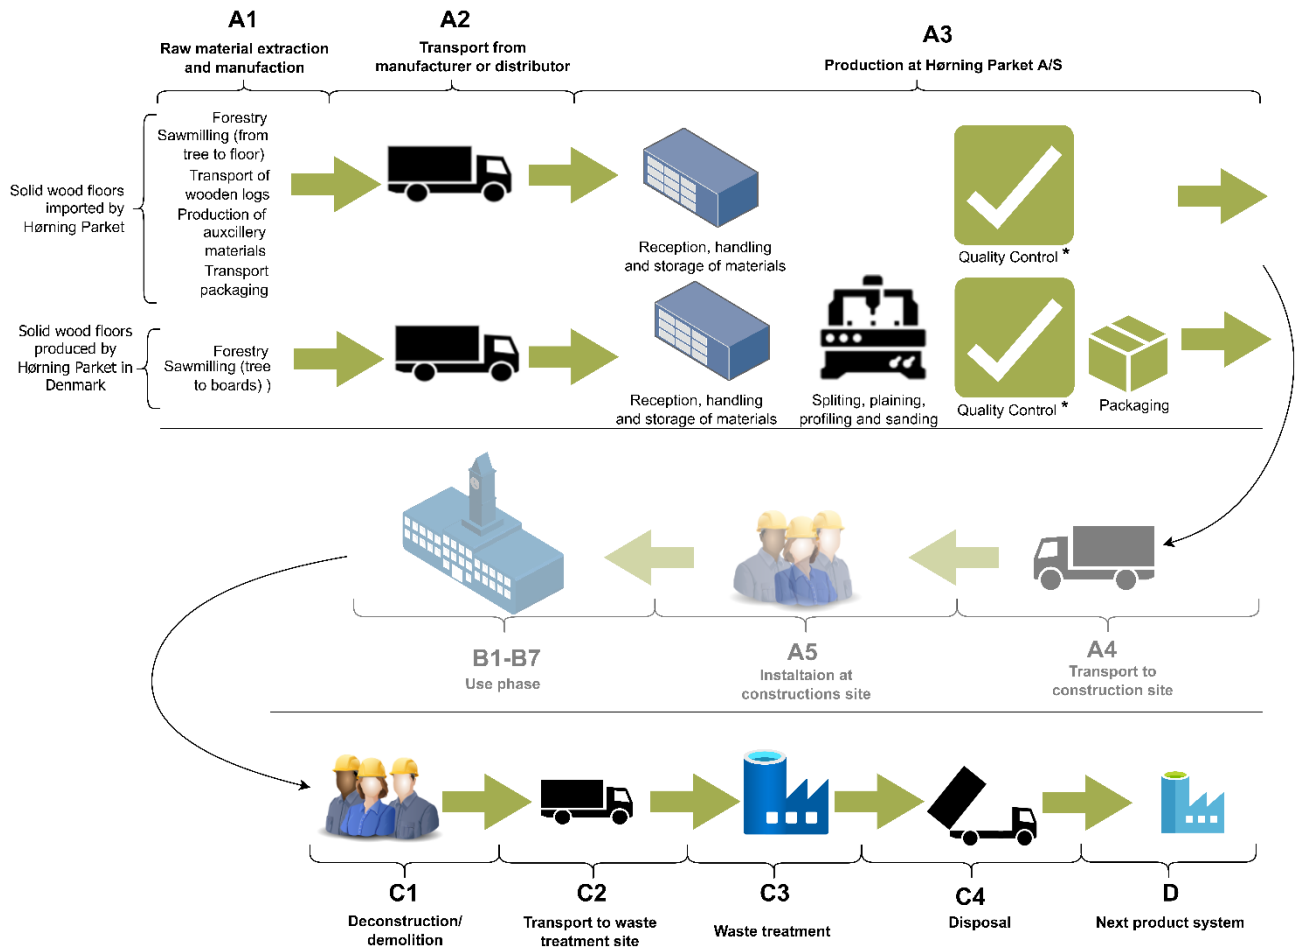 A1
Raw material extraction
and manufaction
A2
Transport from
manufacturer or distributor
A3
Production at Hørning Parket A/S
Solid wood floors
imported by
Hørning Parket
Forestry
Sawmilling (from
tree to floor)
Transport of
wooden logs
Production of
auxcillery
materials
Transport
packaging
Reception, handling
and storage of materials
Quality Control *
Solid wood floors
produced by
Hørning Parket in
Denmark
Forestry
Sawmilling (tree
to boards) )
Reception, handling
and storage of materials
Spliting, plaining,
profiling and sanding
Quality Control *
Packaging
B1-B7
Use phase
A5
Instaltaion at
constructions site
A4
Transport to
construction site
C1
Deconstruction/
demolition
C2
Transport to waste
treatment site
C3
Waste treatment
C4
Disposal
D
Next product system